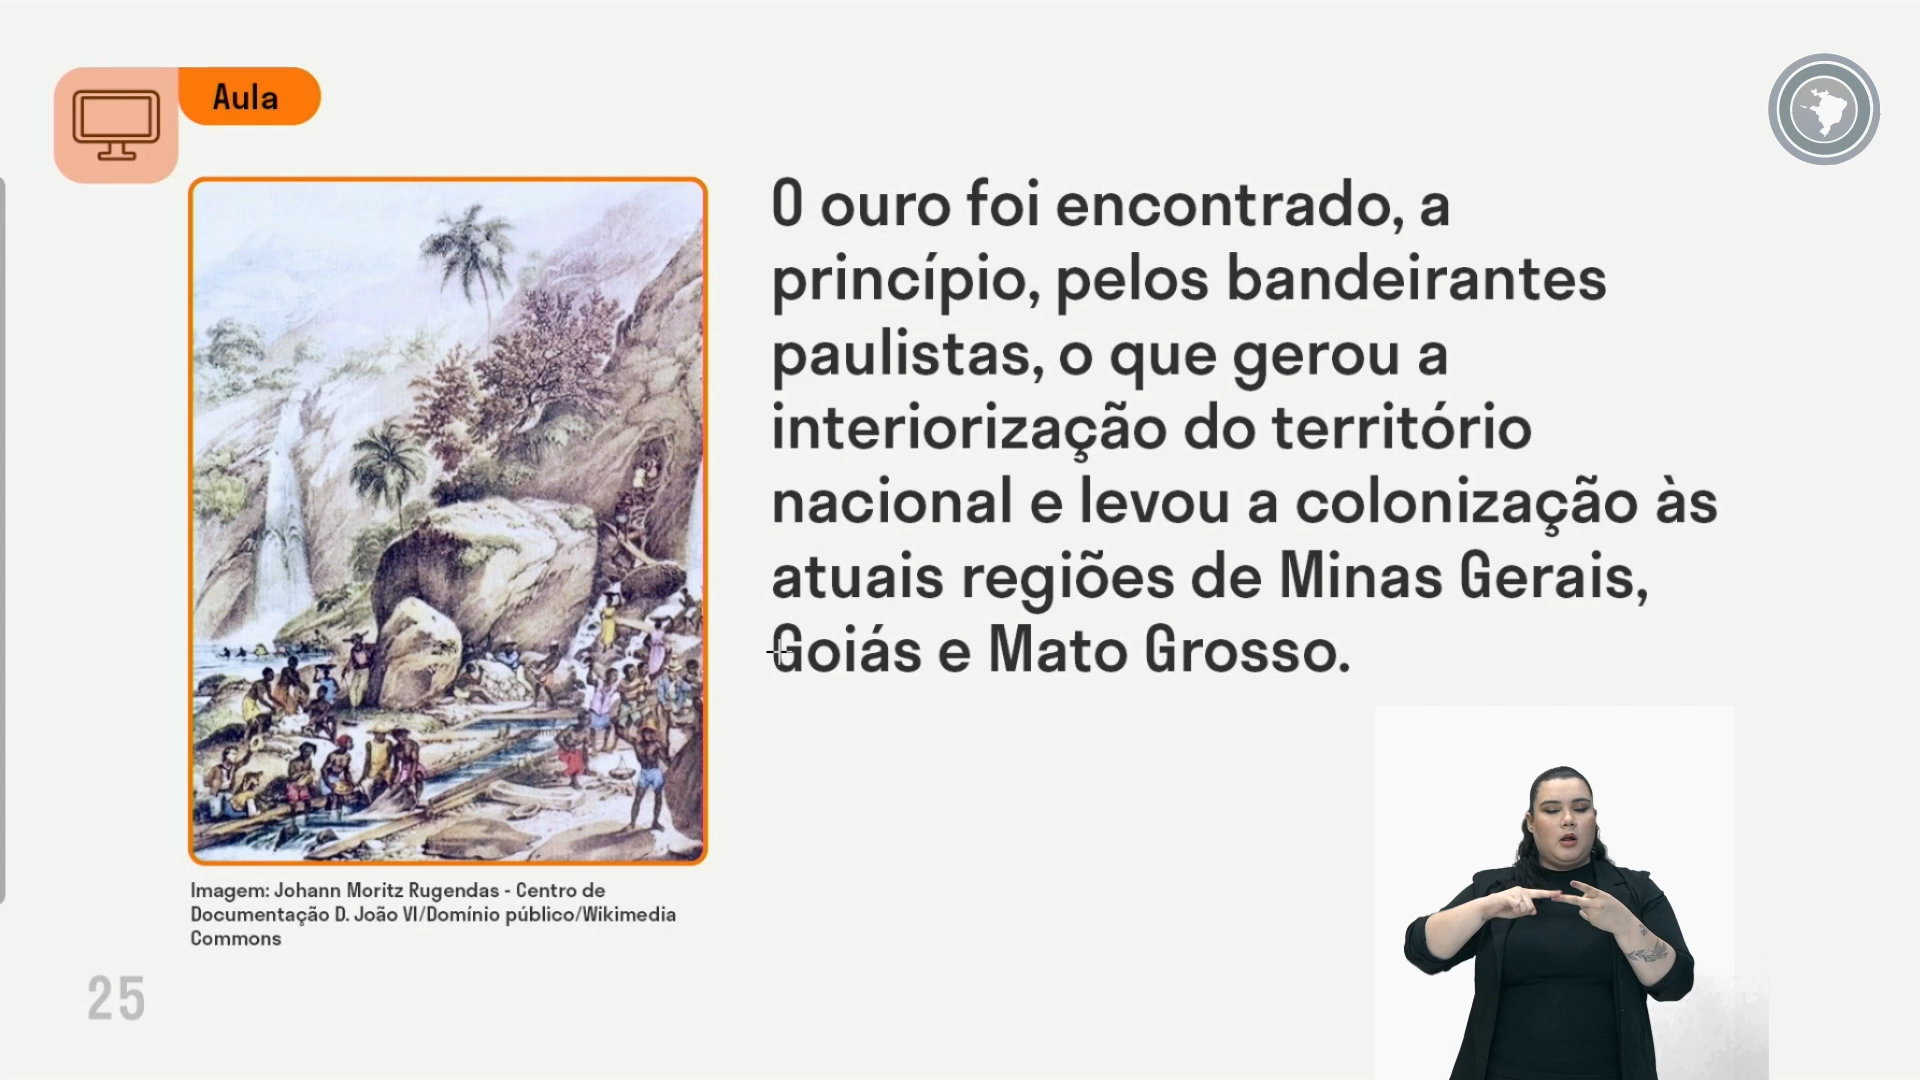 Aula
O ouro foi encontrado, a
princípio, pelos bandeirantes
paulistas, o que gerou a
interiorização do território
nacional e levou a colonização às
atuais regiões de Minas Gerais,
Goiás e Mato Grosso.
Imagem: Johann Moritz Rugendas - Centro de
Documentação D. João VI/Domínio público/Wikimedia
Commons
25